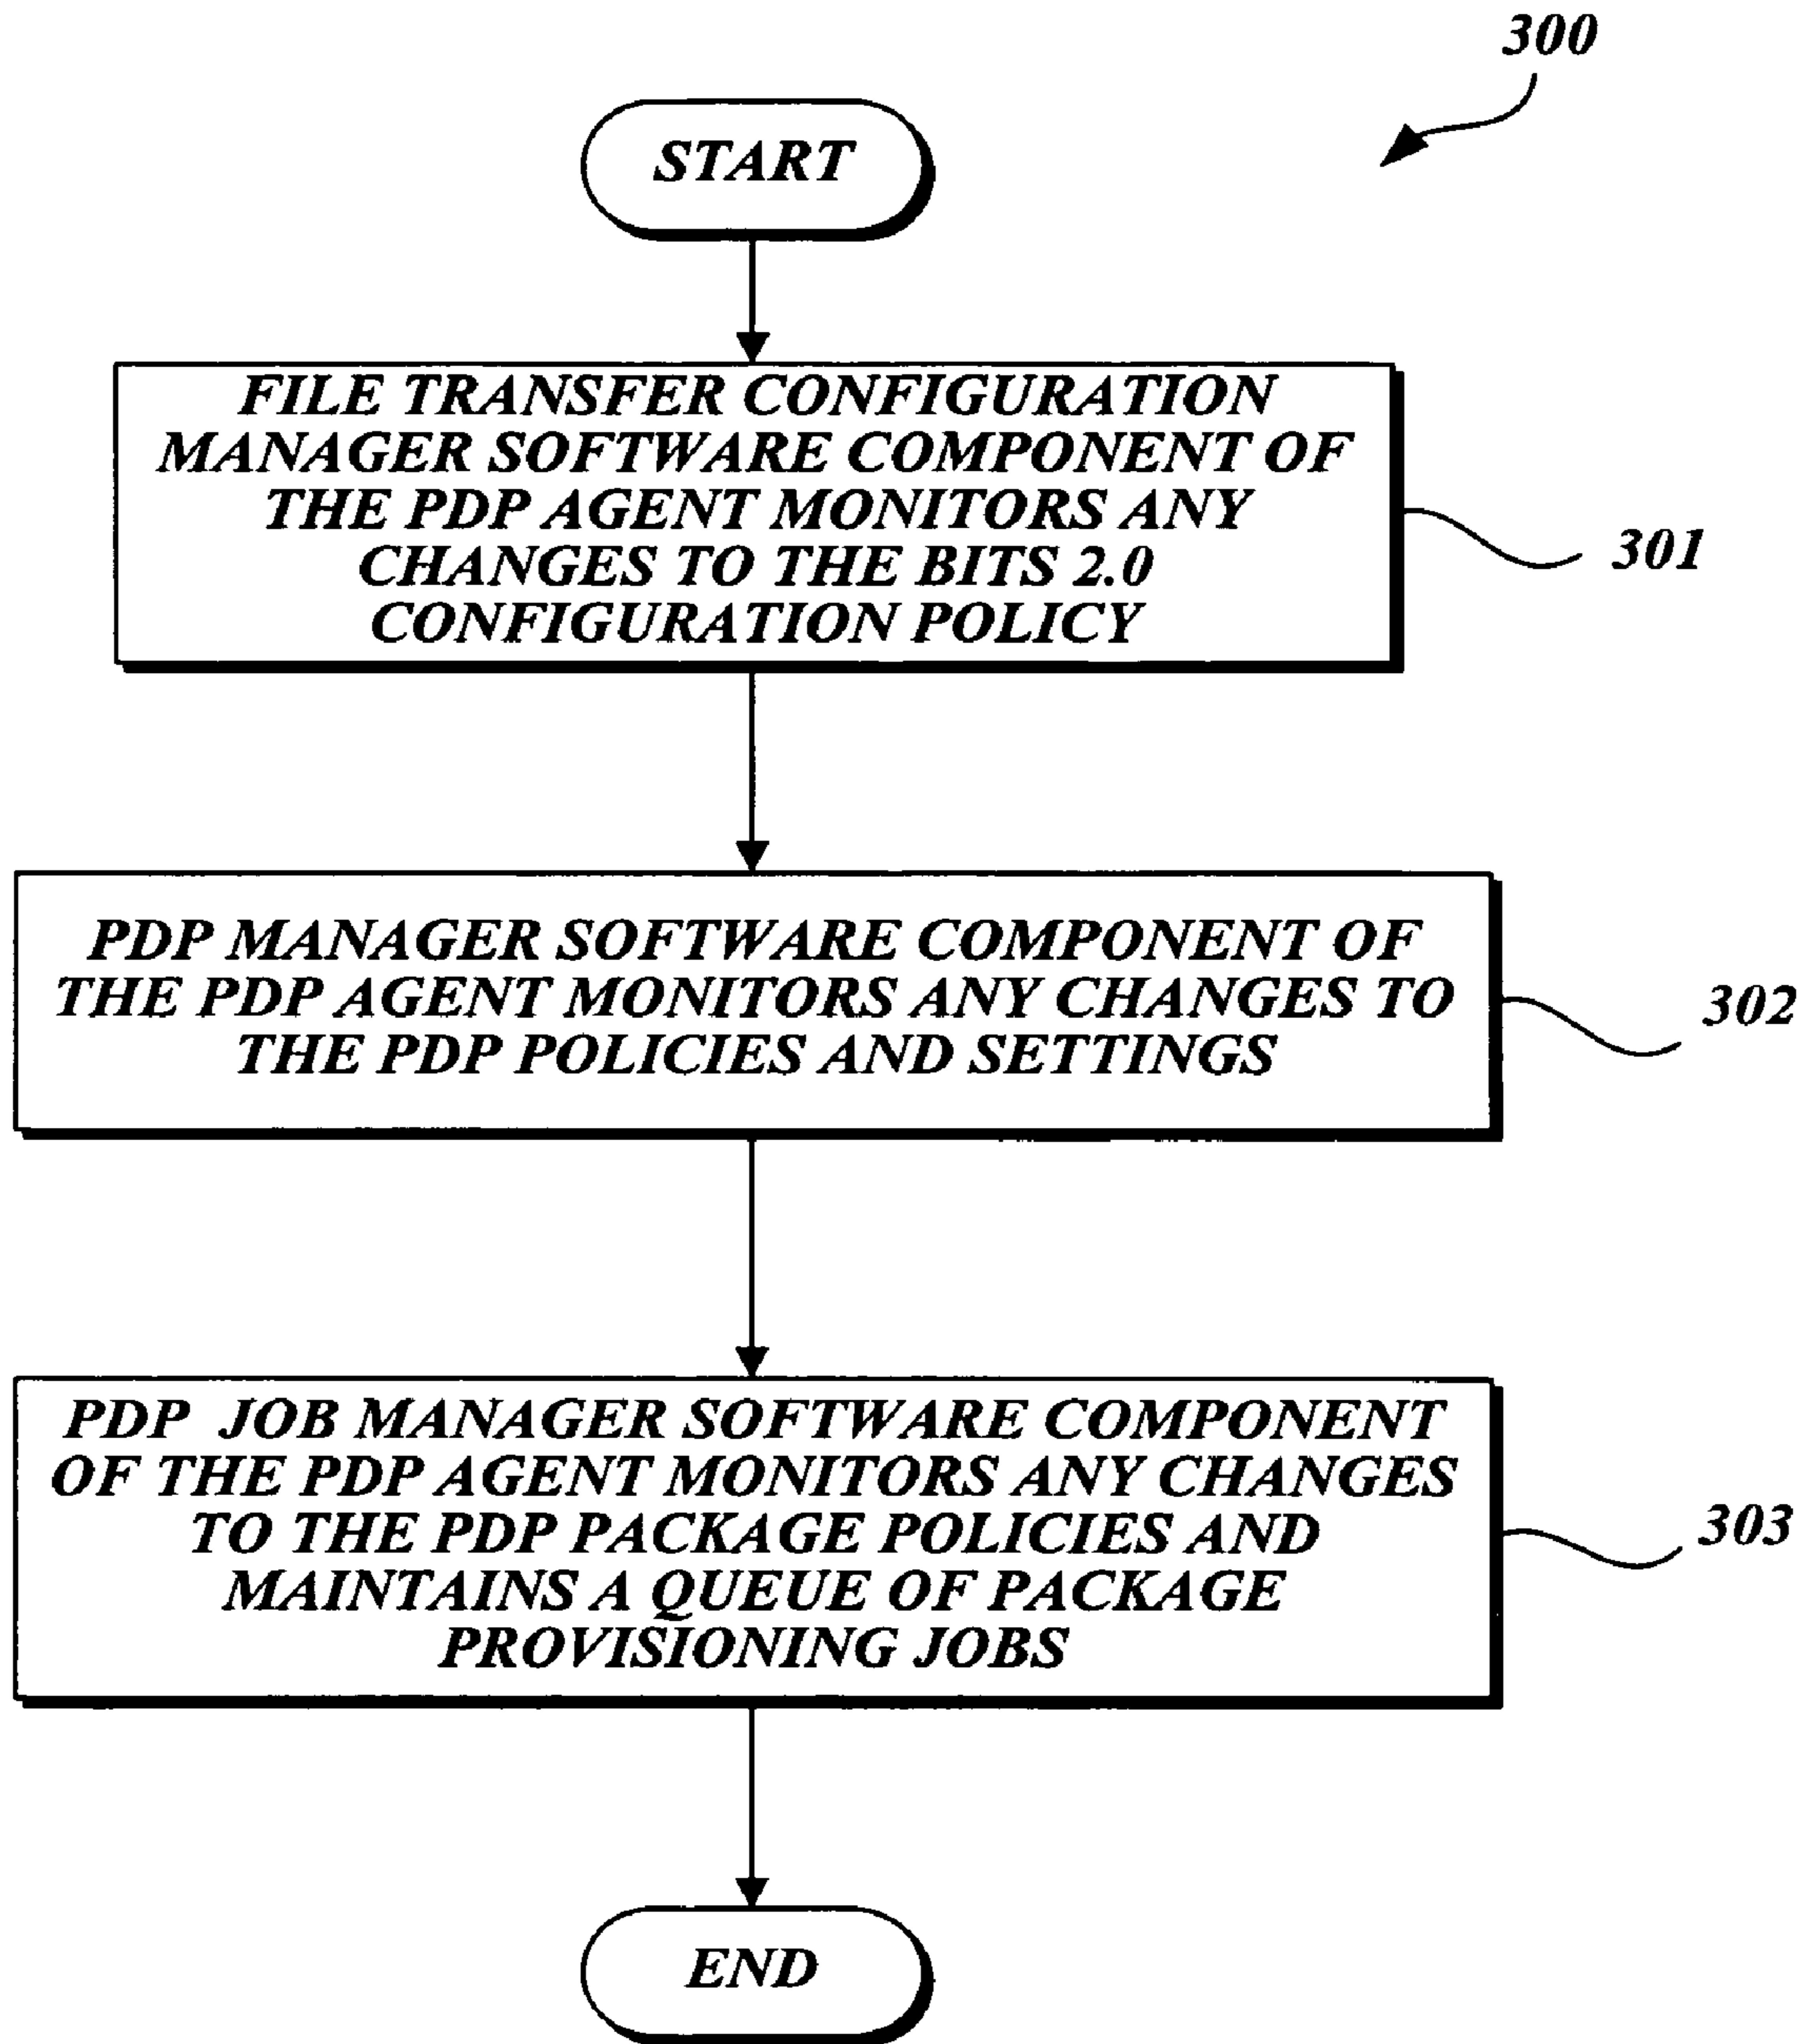 300
START
FILE TRANSFER CONFIGURATION
MANAGER SOFTWARE COMPONENT OF
THE PDP AGENT MONITORS ANY
CHANGES TO THE BITS 2.0
CONFIGURATION POLICY
301
PDP MANAGER SOFTWARE COMPONENT OF
THE PDP AGENT MONITORS ANY CHANGES TO
THE PDP POLICIES AND SETTINGS
302
PDP JOB MANAGER SOFTWARE COMPONENT
OF THE PDP AGENT MONITORS ANY CHANGES
TO THE PDP PACKAGE POLICIES AND
MAINTAINS A QUEUE OF PACKAGE
PROVISIONING JOBS
303
END